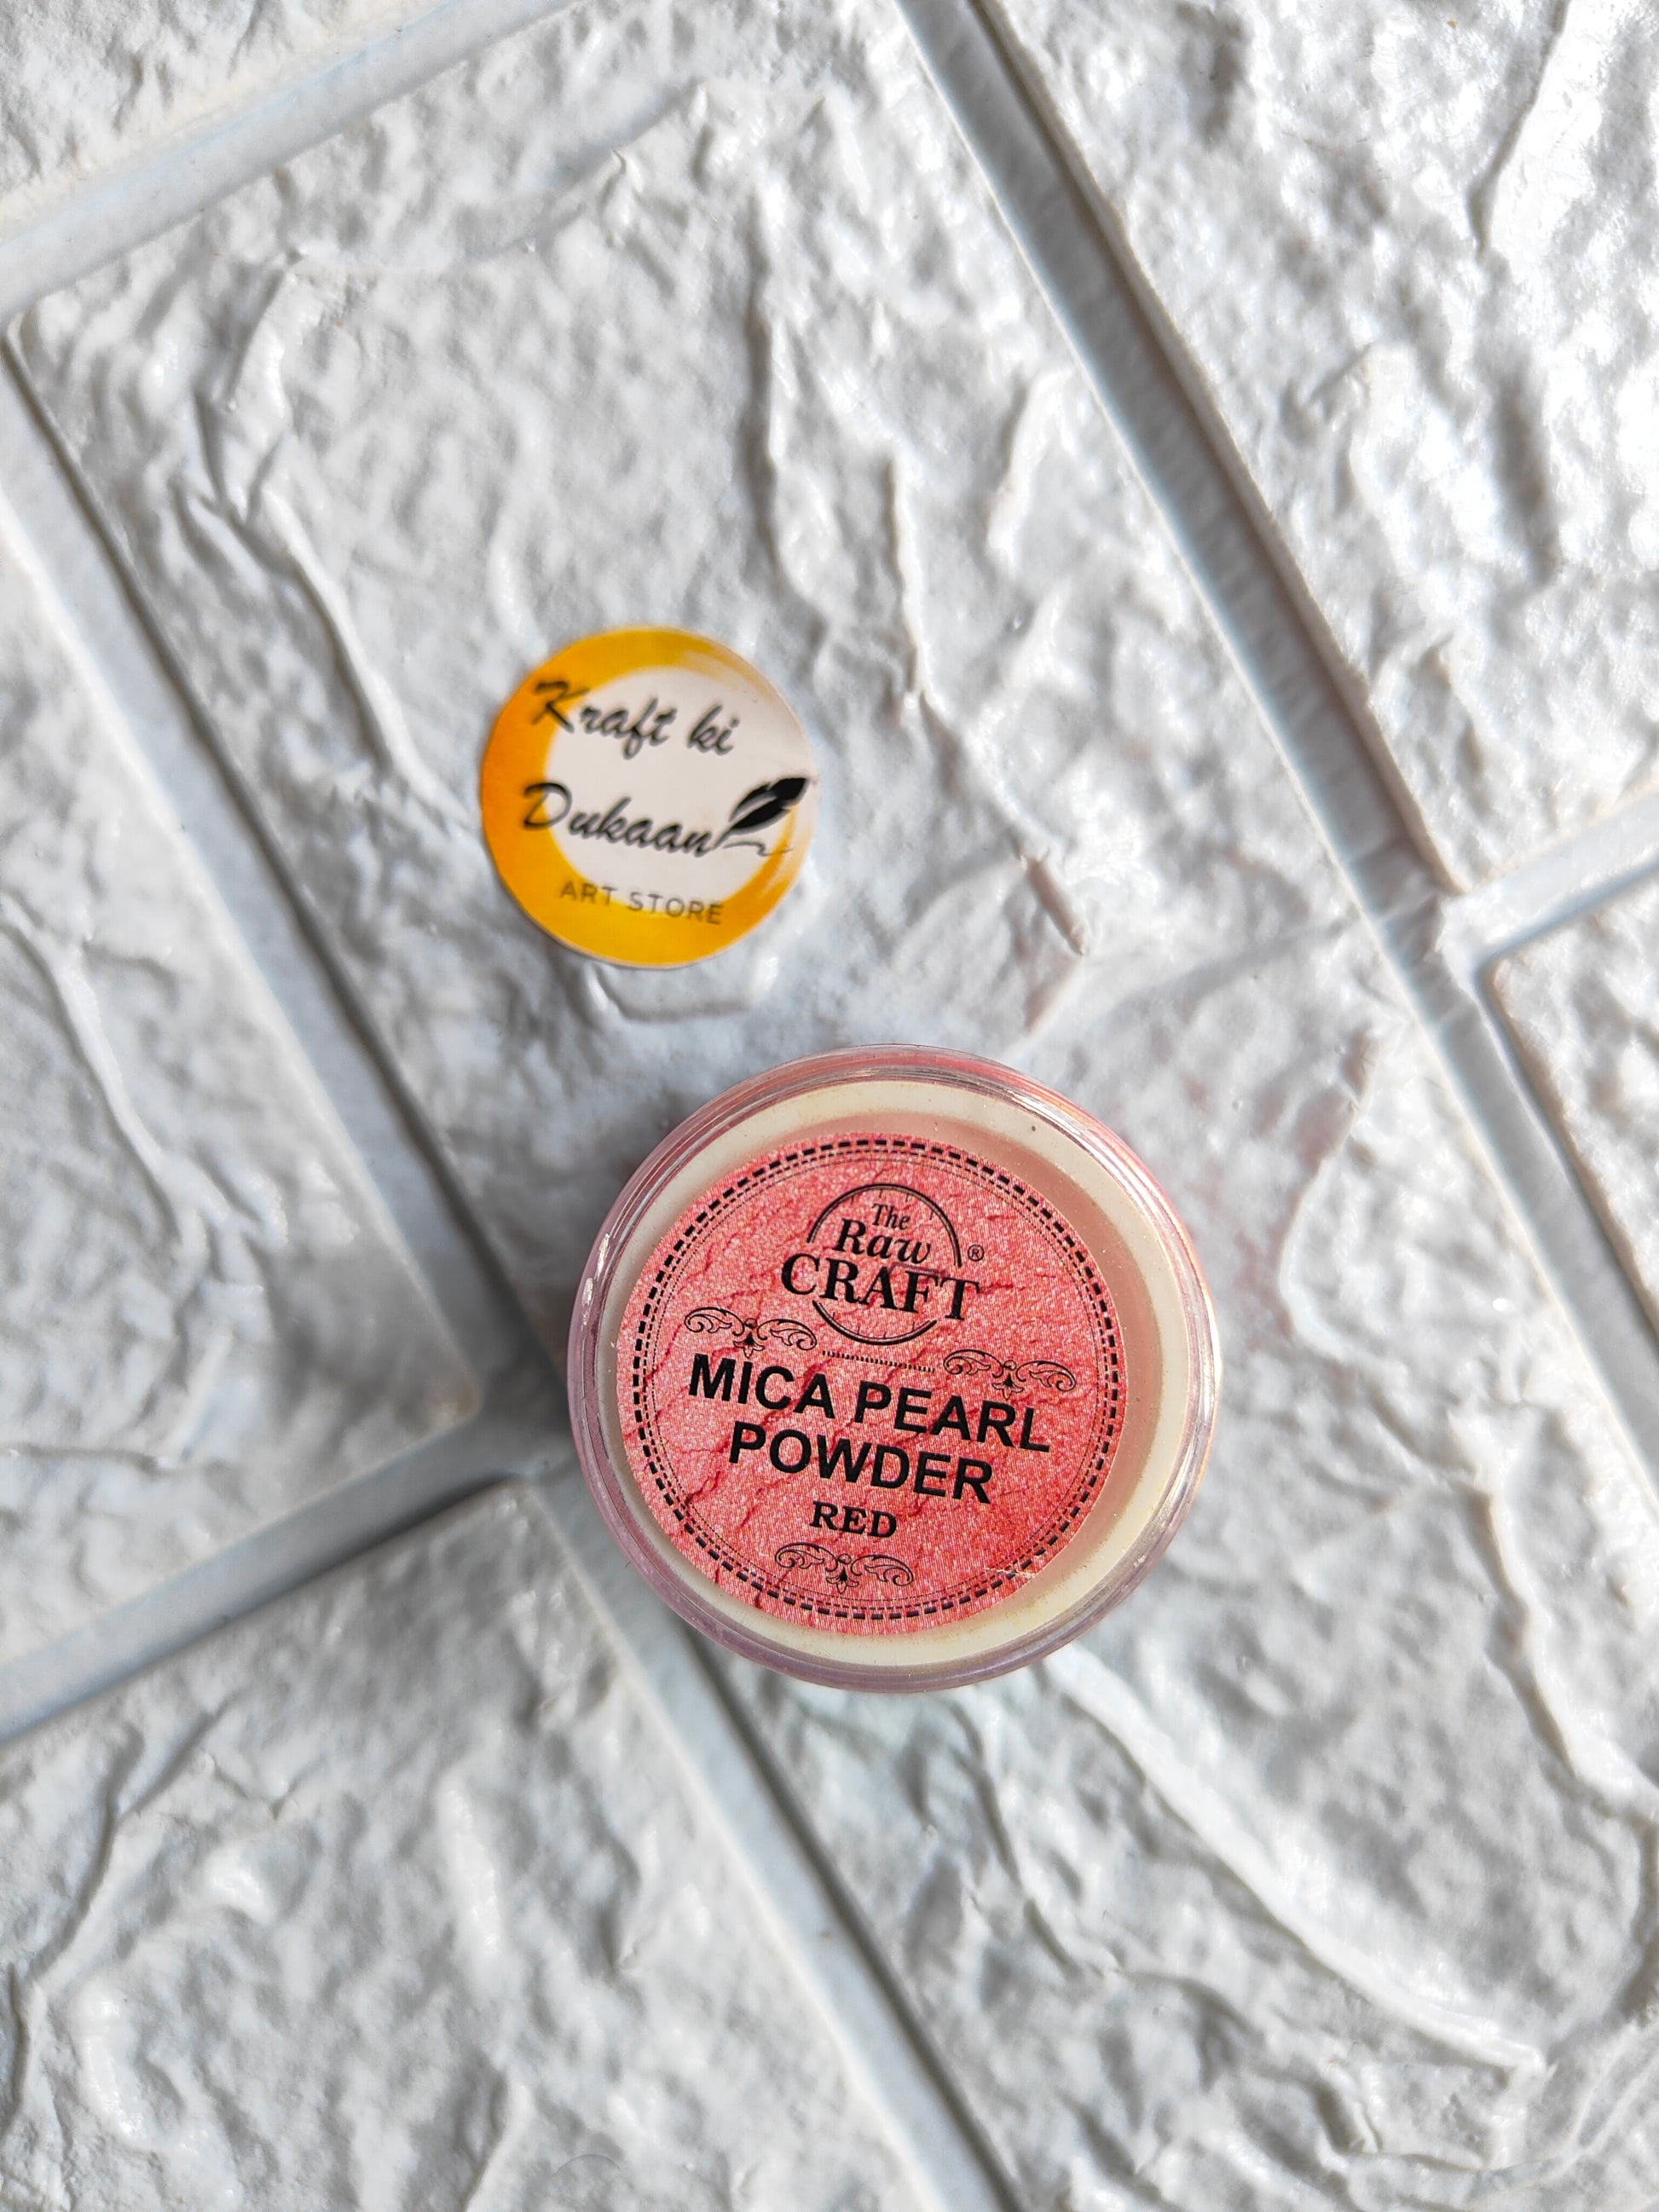 Kraft ki
Dukaan
ART STORE
The
Raw
CRAFT®
MICA PEARL
POWDER
RED